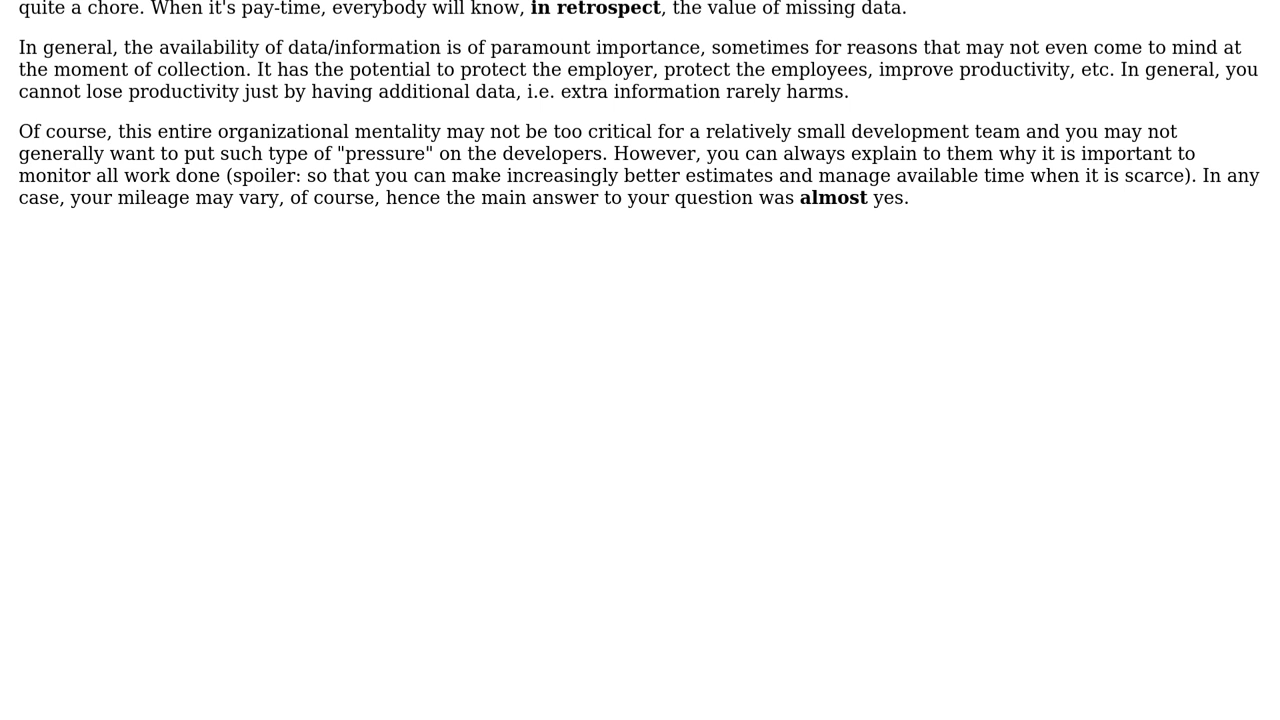 quite a chore. When it's pay-time, everybody will know, in retrospect, the value of missing data.
In general, the availability of data/information is of paramount importance, sometimes for reasons that may not even come to mind at
the moment of collection. It has the potential to protect the employer, protect the employees, improve productivity, etc. In general, you
cannot lose productivity just by having additional data, i.e. extra information rarely harms.
Of course, this entire organizational mentality may not be too critical for a relatively small development team and you may not
generally want to put such type of "pressure" on the developers. However, you can always explain to them why it is important to
monitor all work done (spoiler: so that you can make increasingly better estimates and manage available time when it is scarce). In any
case, your mileage may vary, of course, hence the main answer to your question was almost yes.